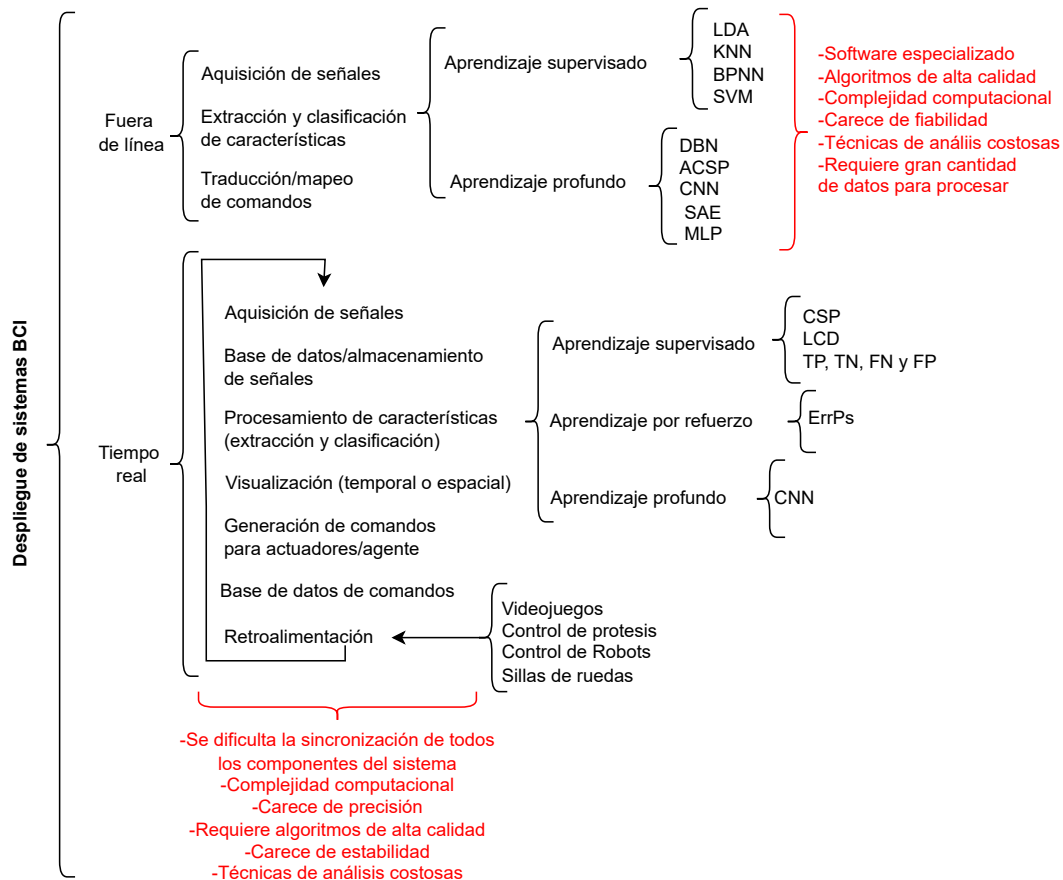 Despliegue de sistemas BCI
Fuera
de línea
Aquisición de señales
Extracción y clasificación
de características
Traducción/mapeo
de comandos
Aprendizaje supervisado
LDA
KNN
BPNN
SVM
Aprendizaje profundo
DBN
ACSP
CNN
SAE
MLP
-Software especializado
-Algoritmos de alta calidad
-Complejidad computacional
-Carece de fiabilidad
-Técnicas de análiis costosas
-Requiere gran cantidad
de datos para procesar
Tiempo
real
Aquisición de señales
Base de datos/almacenamiento
de señales
Procesamiento de características
(extracción y clasificación)
Visualización (temporal o espacial)
Generación de comandos
para actuadores/agente
Base de datos de comandos
Retroalimentación
Aprendizaje supervisado
CSP
LCD
TP, TN, FN y FP
Aprendizaje por refuerzo
ErrPs
Aprendizaje profundo
CNN
Videojuegos
Control de protesis
Control de Robots
Sillas de ruedas
-Se dificulta la sincronización de todos
los componentes del sistema
-Complejidad computacional
-Carece de precisión
-Requiere algoritmos de alta calidad
-Carece de estabilidad
-Técnicas de análisis costosas